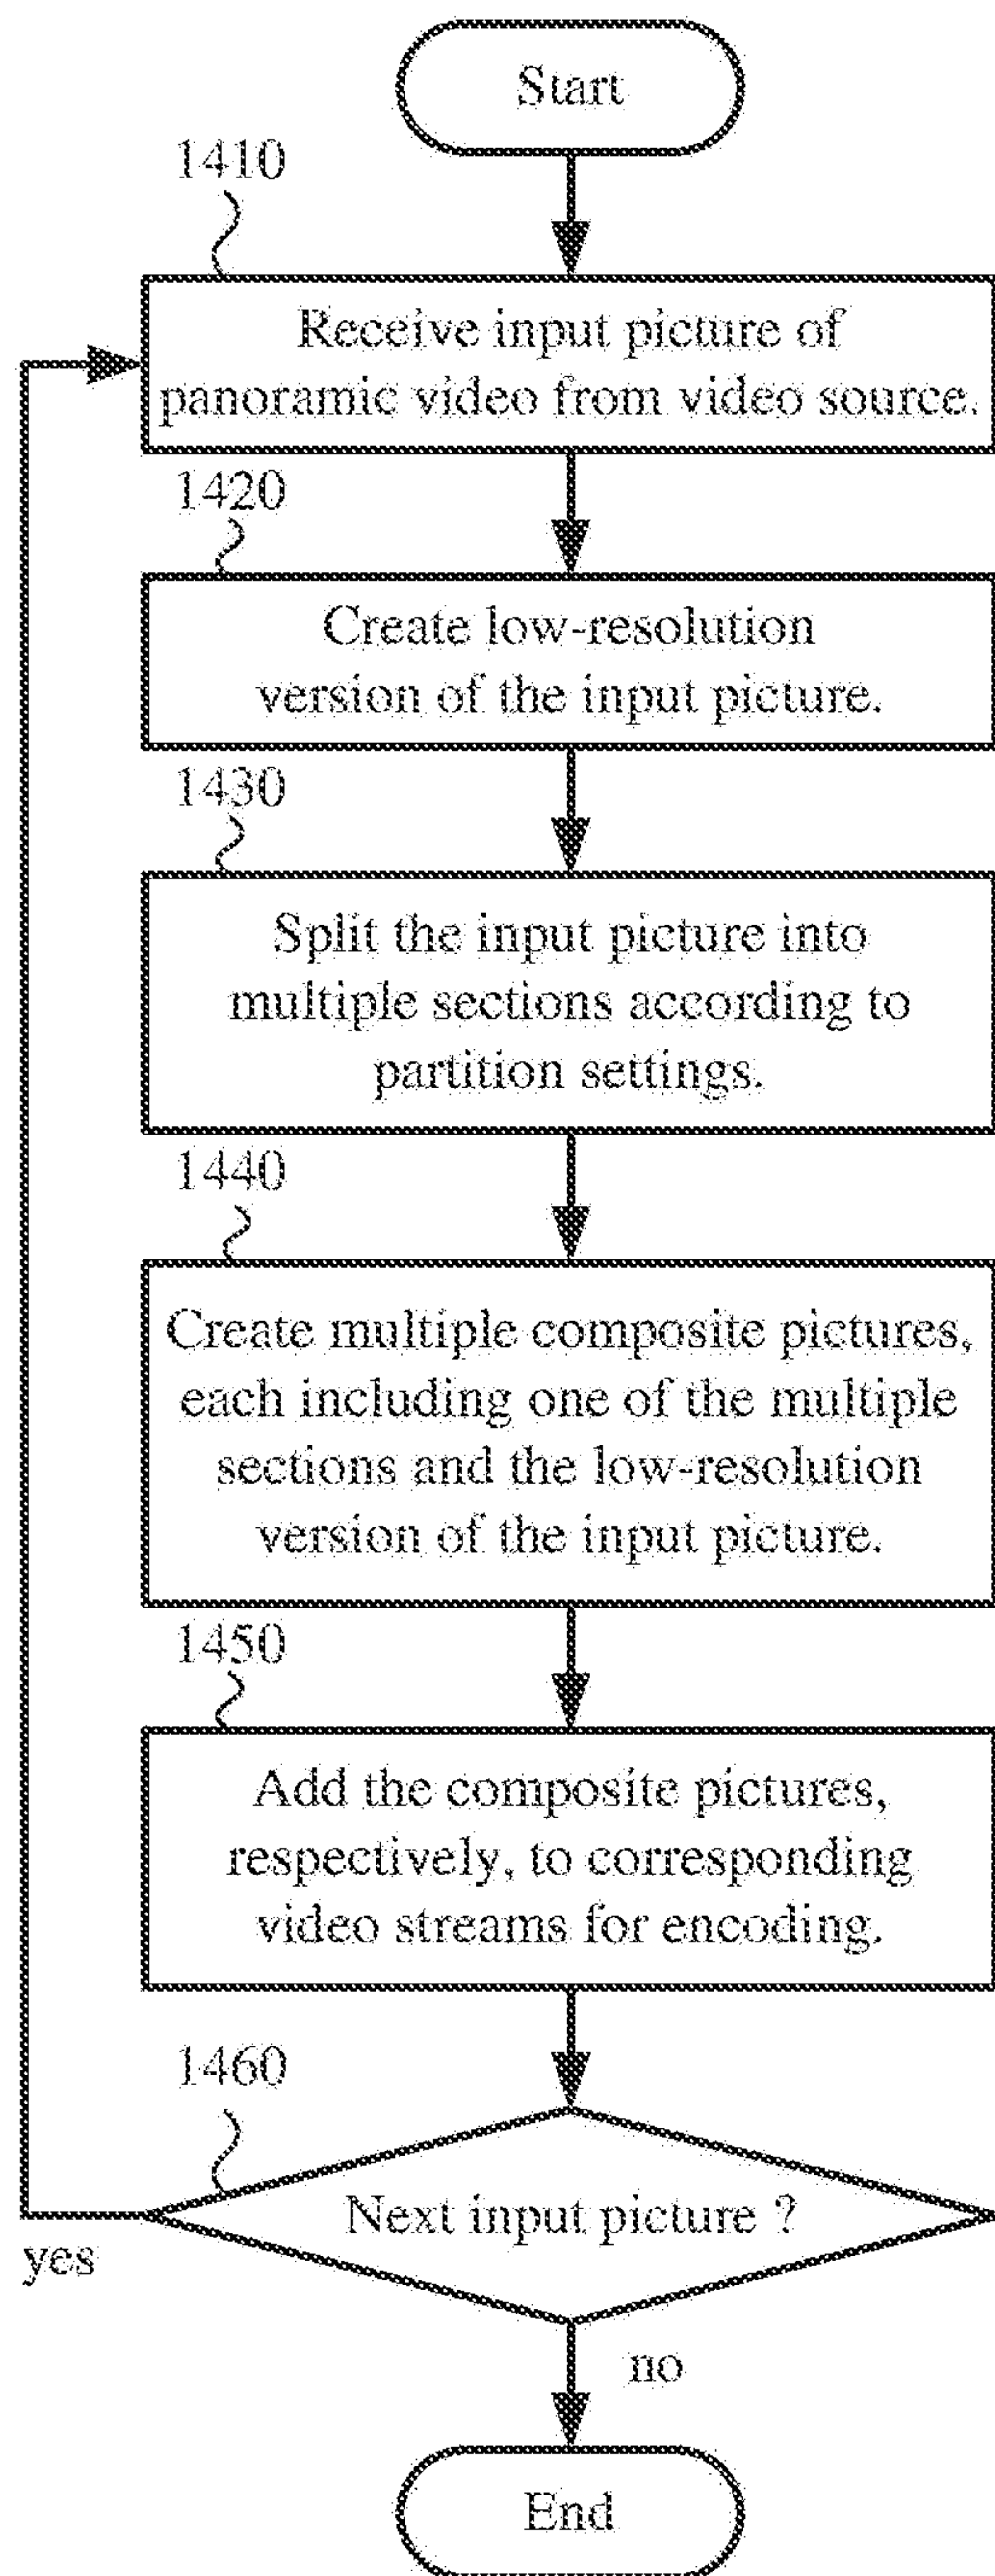 Start
1410
Receive input picture of
panoramic video from video source.
1420
Create low-resolution
version of the input picture.
1430
Split the input picture into
multiple sections according to
partition settings.
1440
Create multiple composite pictures,
each including one of the multiple
sections and the low-resolution
version of the input picture.
1450
Add the composite pictures,
respectively, to corresponding
video streams for encoding.
1460
Next input picture ?
yes
no
End